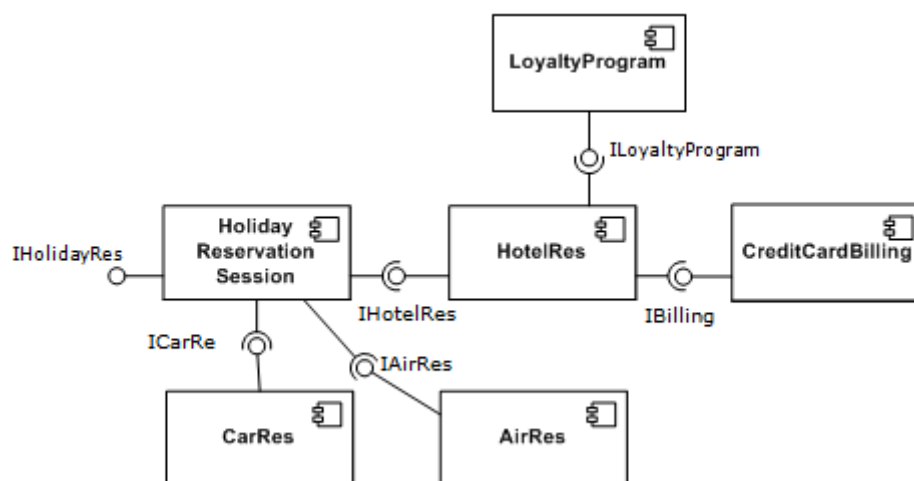 LoyaltyProgram
ILoyaltyProgram
IHolidayRes
Holiday
Reservation
Session
HotelRes
CreditCardBilling
IHotelRes
IBilling
ICarRe
IAirRes
CarRes
AirRes